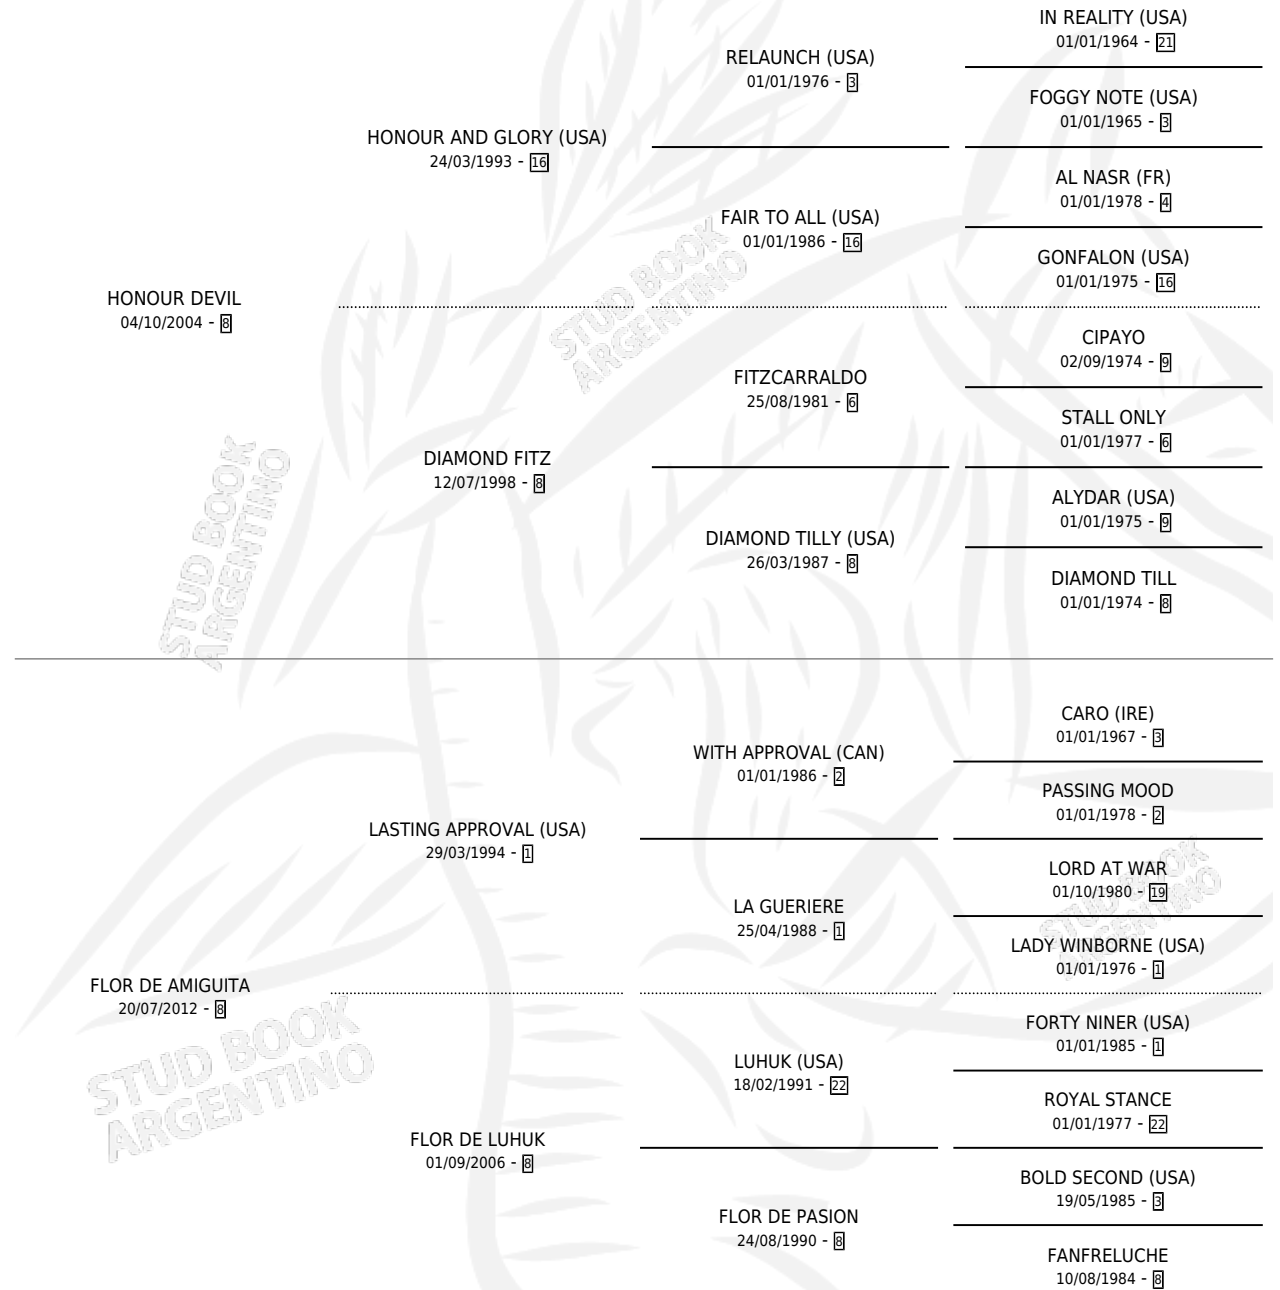 IN REALITY (USA)
01/01/1964 - 21
RELAUNCH (USA)
01/01/1976 - 3
FOGGY NOTE (USA)
01/01/1965 - 3
HONOUR AND GLORY (USA)
24/03/1993 - 16
AL NASR (FR)
01/01/1978 - 4
FAIR TO ALL (USA)
01/01/1986 - 16
GONFALON (USA)
01/01/1975 - 16
HONOUR DEVIL
04/10/2004 - 8
CIPAYO
02/09/1974 - 9
FITZCARRALDO
25/08/1981 - 6
STALL ONLY
01/01/1977 - 6
DIAMOND FITZ
12/07/1998 - 8
ALYDAR (USA)
01/01/1975 - 9
DIAMOND TILLY (USA)
26/03/1987 - 8
DIAMOND TILL
01/01/1974 - 8
CARO (IRE)
01/01/1967 - 3
WITH APPROVAL (CAN)
01/01/1986 - 2
PASSING MOOD
01/01/1978 - 2
LASTING APPROVAL (USA)
29/03/1994 - 1
LORD AT WAR
01/10/1980 - 19
LA GUERIERE
25/04/1988 - 1
LADY WINBORNE (USA)
01/01/1976 - 1
FLOR DE AMIGUITA
20/07/2012 - 8
FORTY NINER (USA)
01/01/1985 - 1
LUHUK (USA)
18/02/1991 - 22
ROYAL STANCE
01/01/1977 - 22
FLOR DE LUHUK
01/09/2006 - 8
BOLD SECOND (USA)
19/05/1985 - 3
FLOR DE PASION
24/08/1990 - 8
FANFRELUCHE
10/08/1984 - 8
STUD BOOK
ARGENTINO
STUD BOOK
ARGENTINO
STUD BOOK
ARGENTINO
STUD BOOK
ARGENTINO